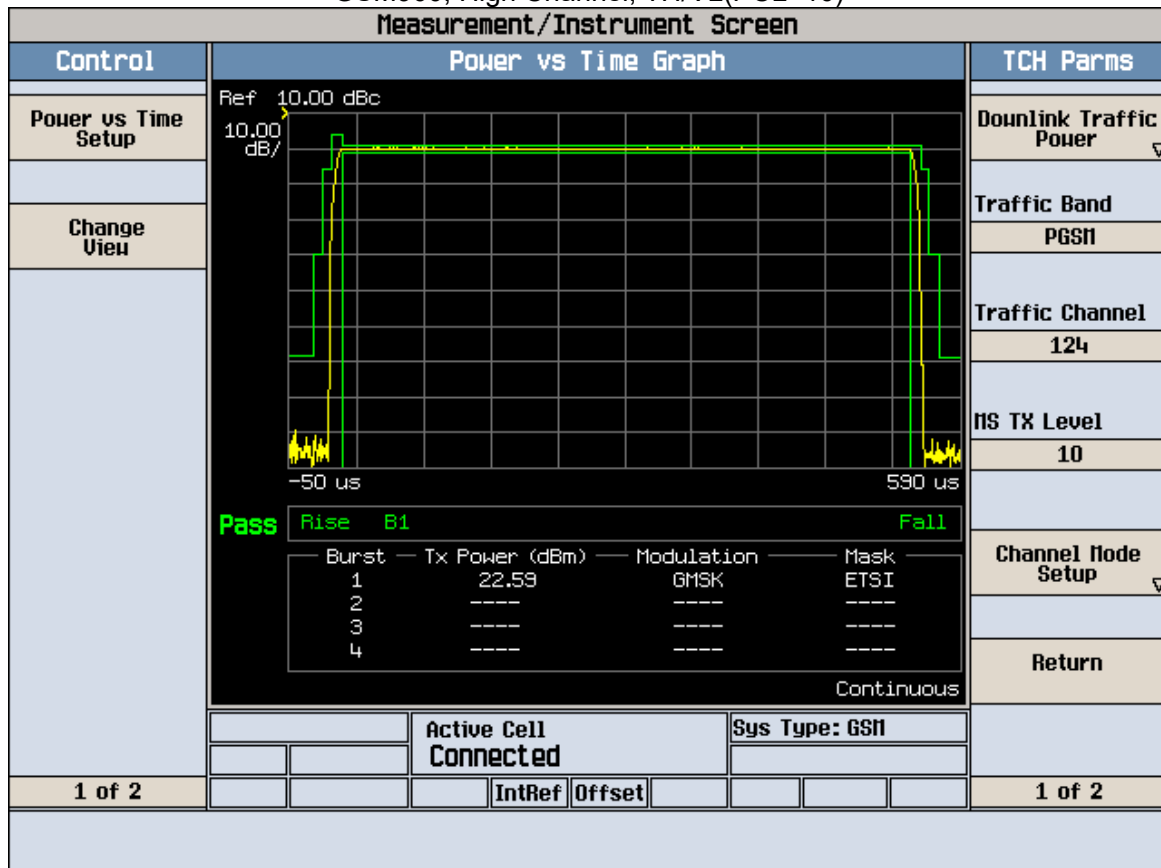 Measurement/Instrument Screen
Control
Power vs Time Graph
TCH Parms
Power vs Time
Setup
Change
View
1 of 2
Ref 10.00 dBc
10.00
dB/
-50 us
590 us
Pass
Rise B1
Fall
Burst Tx Power (dBm) Modulation Mask
1 22.59 GMSK ETSI
2 ---- ---- ----
3 ---- ---- ----
4 ---- ---- ----
Continuous
Active Cell
Connected
Sys Type: GSM
IntRef Offset
Downlink Traffic
Power
Traffic Band
PGSM
Traffic Channel
124
MS TX Level
10
Channel Mode
Setup
Return
1 of 2